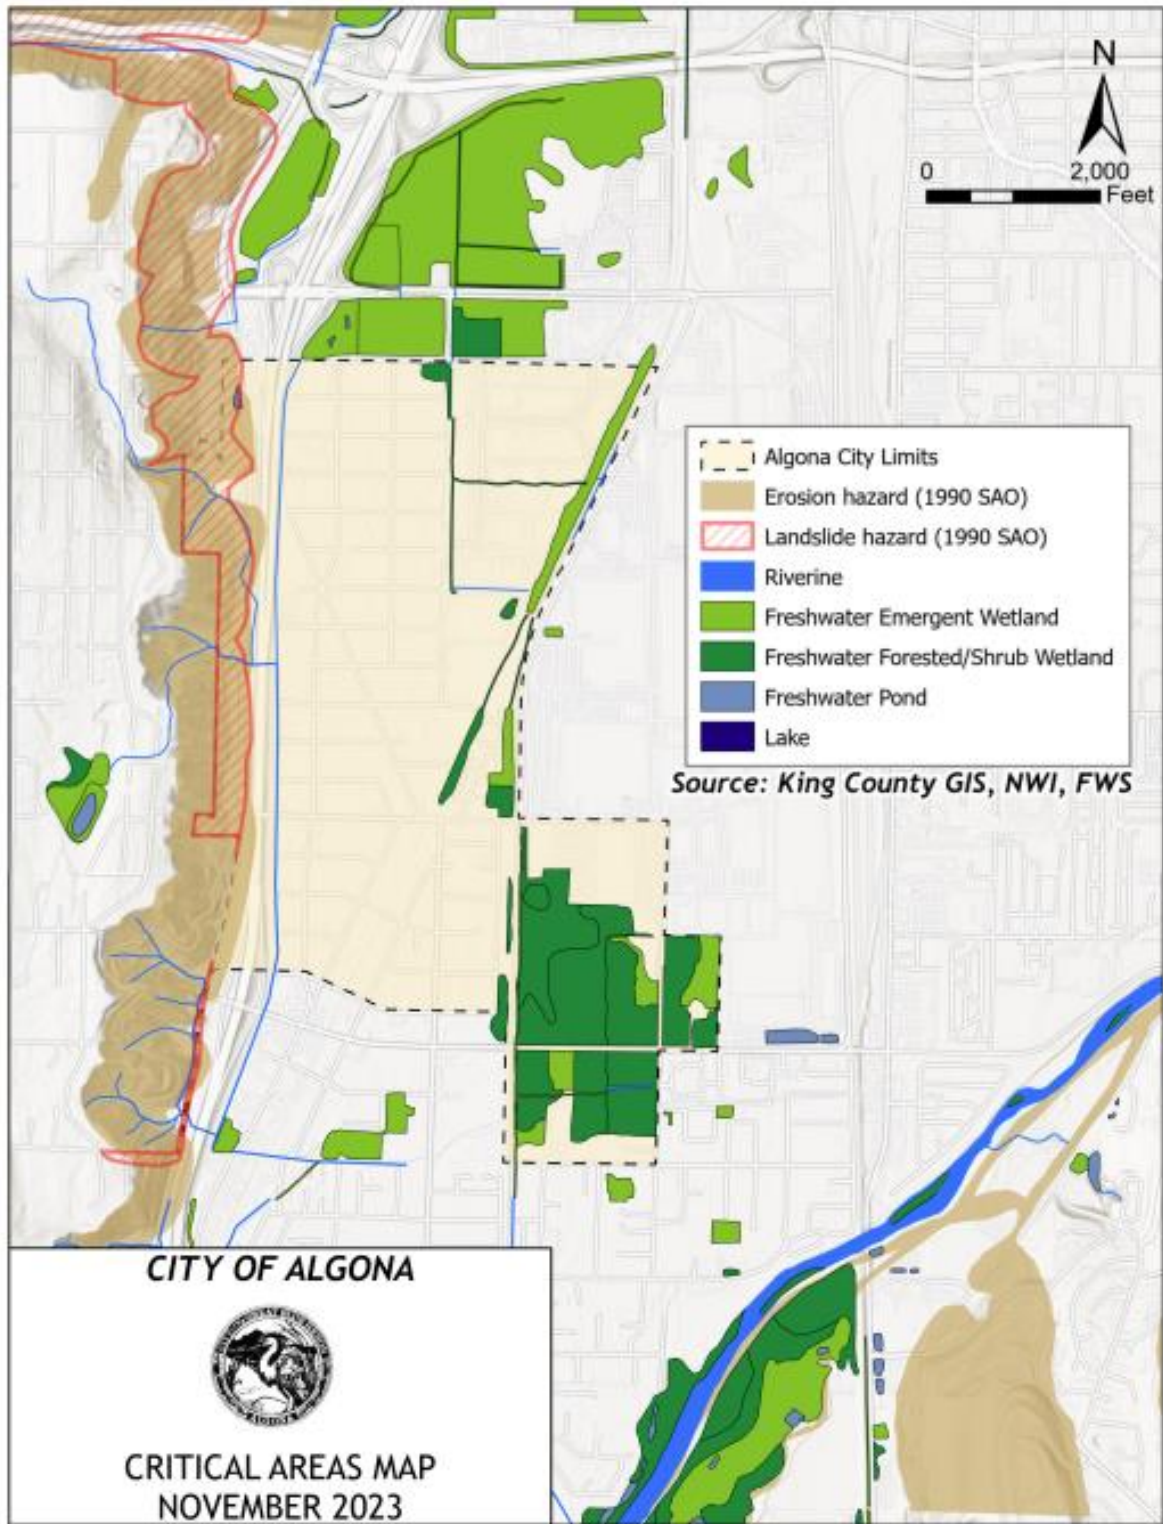 N
0 2,000
Feet
Algona City Limits
Erosion hazard (1990 SAO)
Landslide hazard (1990 SAO)
Riverine
Freshwater Emergent Wetland
Freshwater Forested/Shrub Wetland
Freshwater Pond
Lake
Source: King County GIS, NWI, FWS
CITY OF ALGONA
ALGONA
CRITICAL AREAS MAP
NOVEMBER 2023